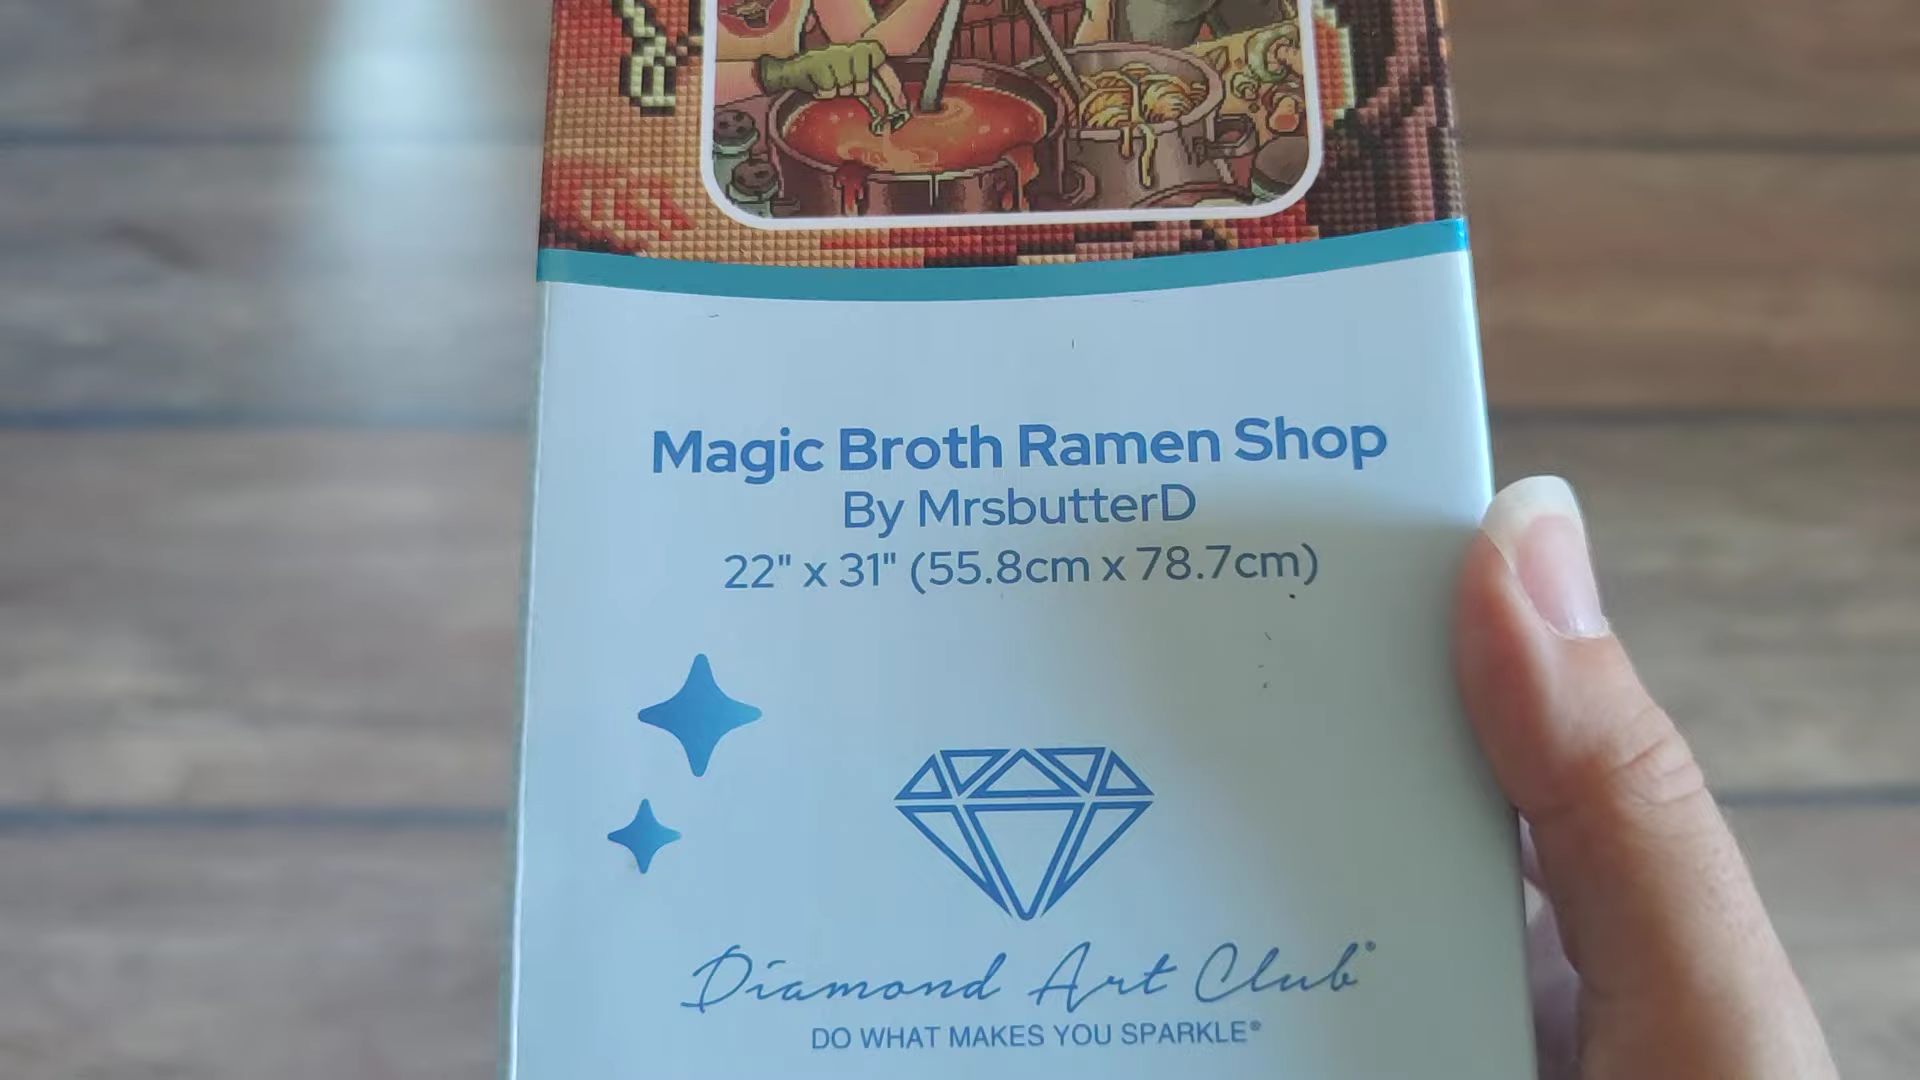 Magic Broth Ramen Shop
By MrsbutterD
22" x 31" (55.8cm x 78.7cm)
Diamond Art Club®
DO WHAT MAKES YOU SPARKLE®